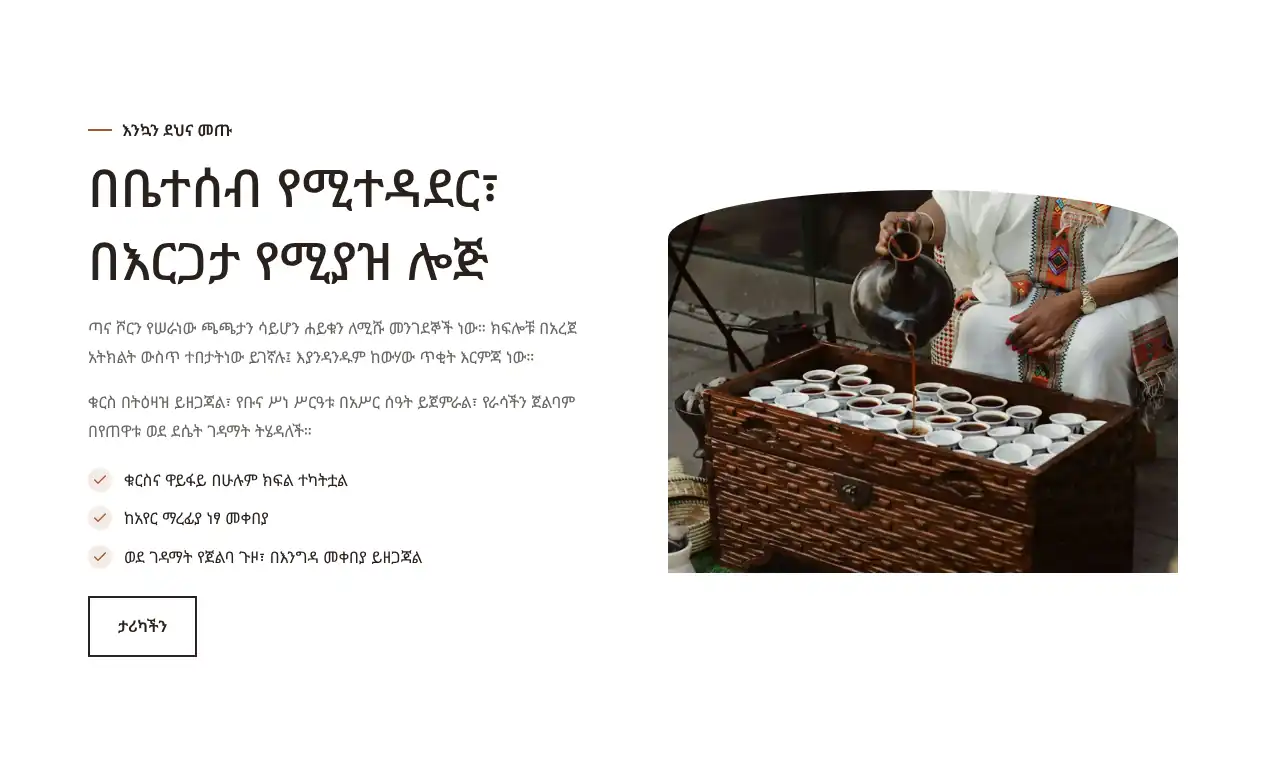 እንኳን ደህና መጡ
በቤተሰብ የሚተዳደር፣
በእርጋታ የሚያዝ ሎጅ
ጣና ሾርን የሠራነው ጫጫታን ሳይሆን ሐይቁን ለሚሹ መንገደኞች ነው። ክፍሎቹ በአረጀ
አትክልት ውስጥ ተበታትነው ይገኛሉ፤ እያንዳንዱም ከውሃው ጥቂት እርምጃ ነው።
ቁርስ በትዕዛዝ ይዘጋጃል፣ የቡና ሥነ ሥርዓቱ በአሥር ሰዓት ይጀምራል፣ የራሳችን ጀልባም
በየጠዋቱ ወደ ደሴት ገዳማት ትሄዳለች።
ቁርስና ዋይፋይ በሁሉም ክፍል ተካትቷል
ከአየር ማረፊያ ነፃ መቀበያ
ወደ ገዳማት የጀልባ ጉዞ፣ በእንግዳ መቀበያ ይዘጋጃል
ታሪካችን